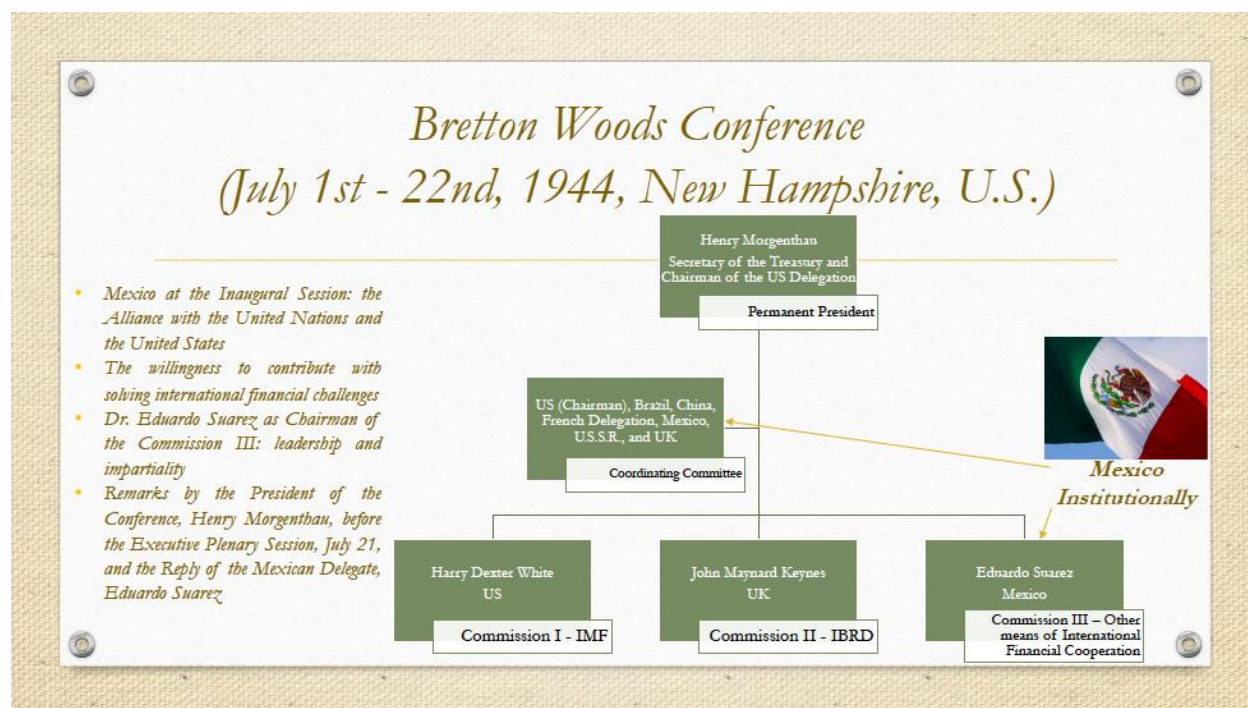 Bretton Woods Conference
(July 1st - 22nd, 1944, New Hampshire, U.S.)
Mexico at the Inaugural Session: the
Alliance with the United Nations and
the United States
The willingness to contribute with
solving international financial challenges
Dr. Eduardo Suarez as Chairman of
the Commission III: leadership and
impartiality
Remarks by the President of the
Conference, Henry Morgenthau, before
the Executive Plenary Session, July 21,
and the Reply of the Mexican Delegate,
Eduardo Suarez
Henry Morgenthau
Secretary of the Treasury and
Chairman of the US Delegation
Permanent President
US (Chairman), Brazil, China,
French Delegation, Mexico,
U.S.S.R., and UK
Coordinating Committee
Mexico
Institutionally
Harry Dexter White
US
Commission I - IMF
John Maynard Keynes
UK
Commission II - IBRD
Eduardo Suarez
Mexico
Commission III – Other
means of International
Financial Cooperation